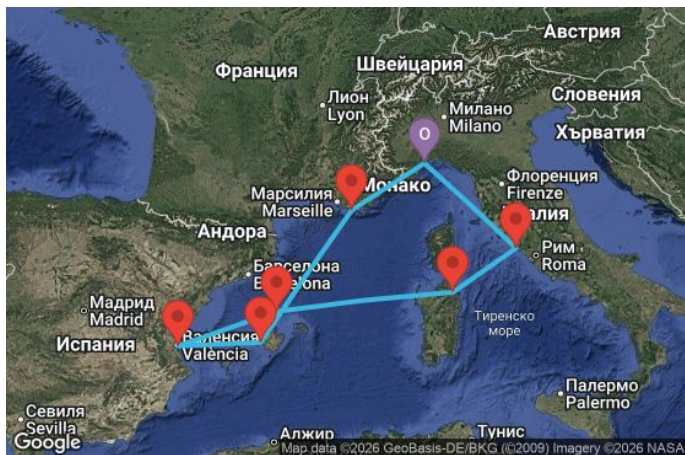 Австрия
Швейцария
Франция
Словения
Лион
Lyon
Милано
Milano
Хърватия
O
Монако
Флоренция
Firenze
Марсилия
Marseille
Италия
Андора
Рим
Roma
Барселона
Barcelona
Мадрид
Madrid
Тиренско
море
Валенсия
València
Испания
Палермо
Palermo
Севиля
Sevilla
Алжир
Тунис
Google
Map data ©2026 GeoBasis-DE/BKG (©2009) Imagery ©2026 NASA